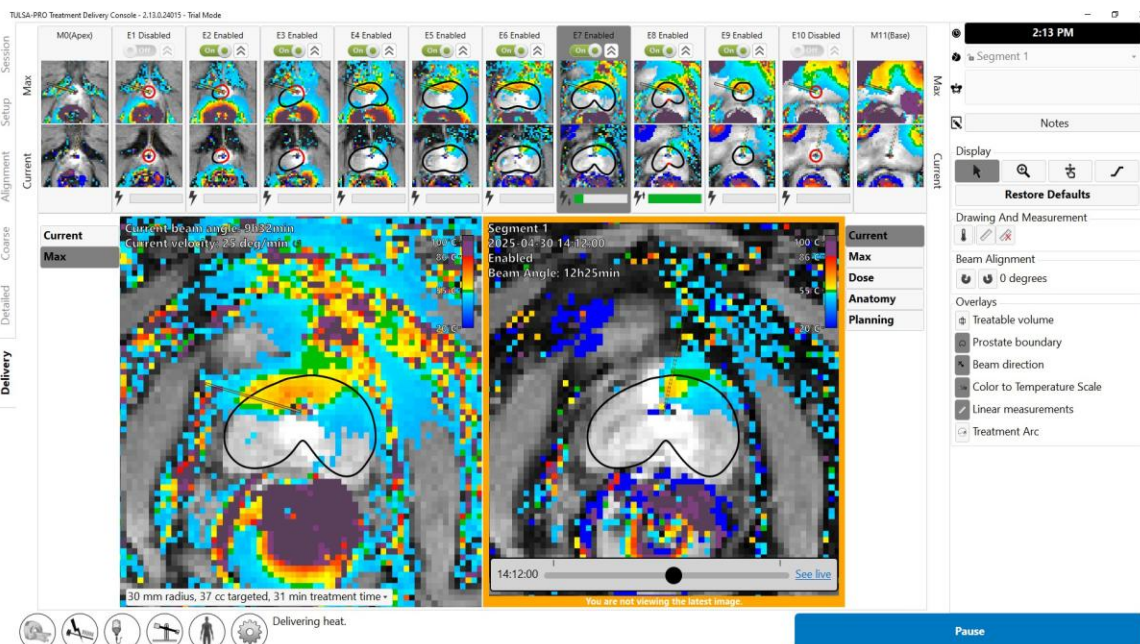 TULSA-PRO Treatment Delivery Console - 2.13.0.24015 - Trial Mode
Session
Setup
Alignment
Coarse
Detailed
Delivery
M0(Apex)
E1 Disabled
E2 Enabled
E3 Enabled
E4 Enabled
E5 Enabled
E6 Enabled
E7 Enabled
E8 Enabled
E9 Enabled
E10 Disabled
M11(Base)
Off
On
On
On
On
On
On
On
On
Off
Max
Current
Max
Current
Current
Max
Current beam angle: 9h32min
Current velocity: 25 deg/min
100 C
86 C
55 C
20 C
30 mm radius, 37 cc targeted, 31 min treatment time
Segment 1
2025-04-30 14:12:00
Enabled
Beam Angle: 12h25min
100 C
86 C
55 C
20 C
14:12:00
See live
You are not viewing the latest image.
Current
Max
Dose
Anatomy
Planning
2:13 PM
Segment 1
Notes
Display
Restore Defaults
Drawing And Measurement
Beam Alignment
0 degrees
Overlays
Treatable volume
Prostate boundary
Beam direction
Color to Temperature Scale
Linear measurements
Treatment Arc
Delivering heat.
Pause